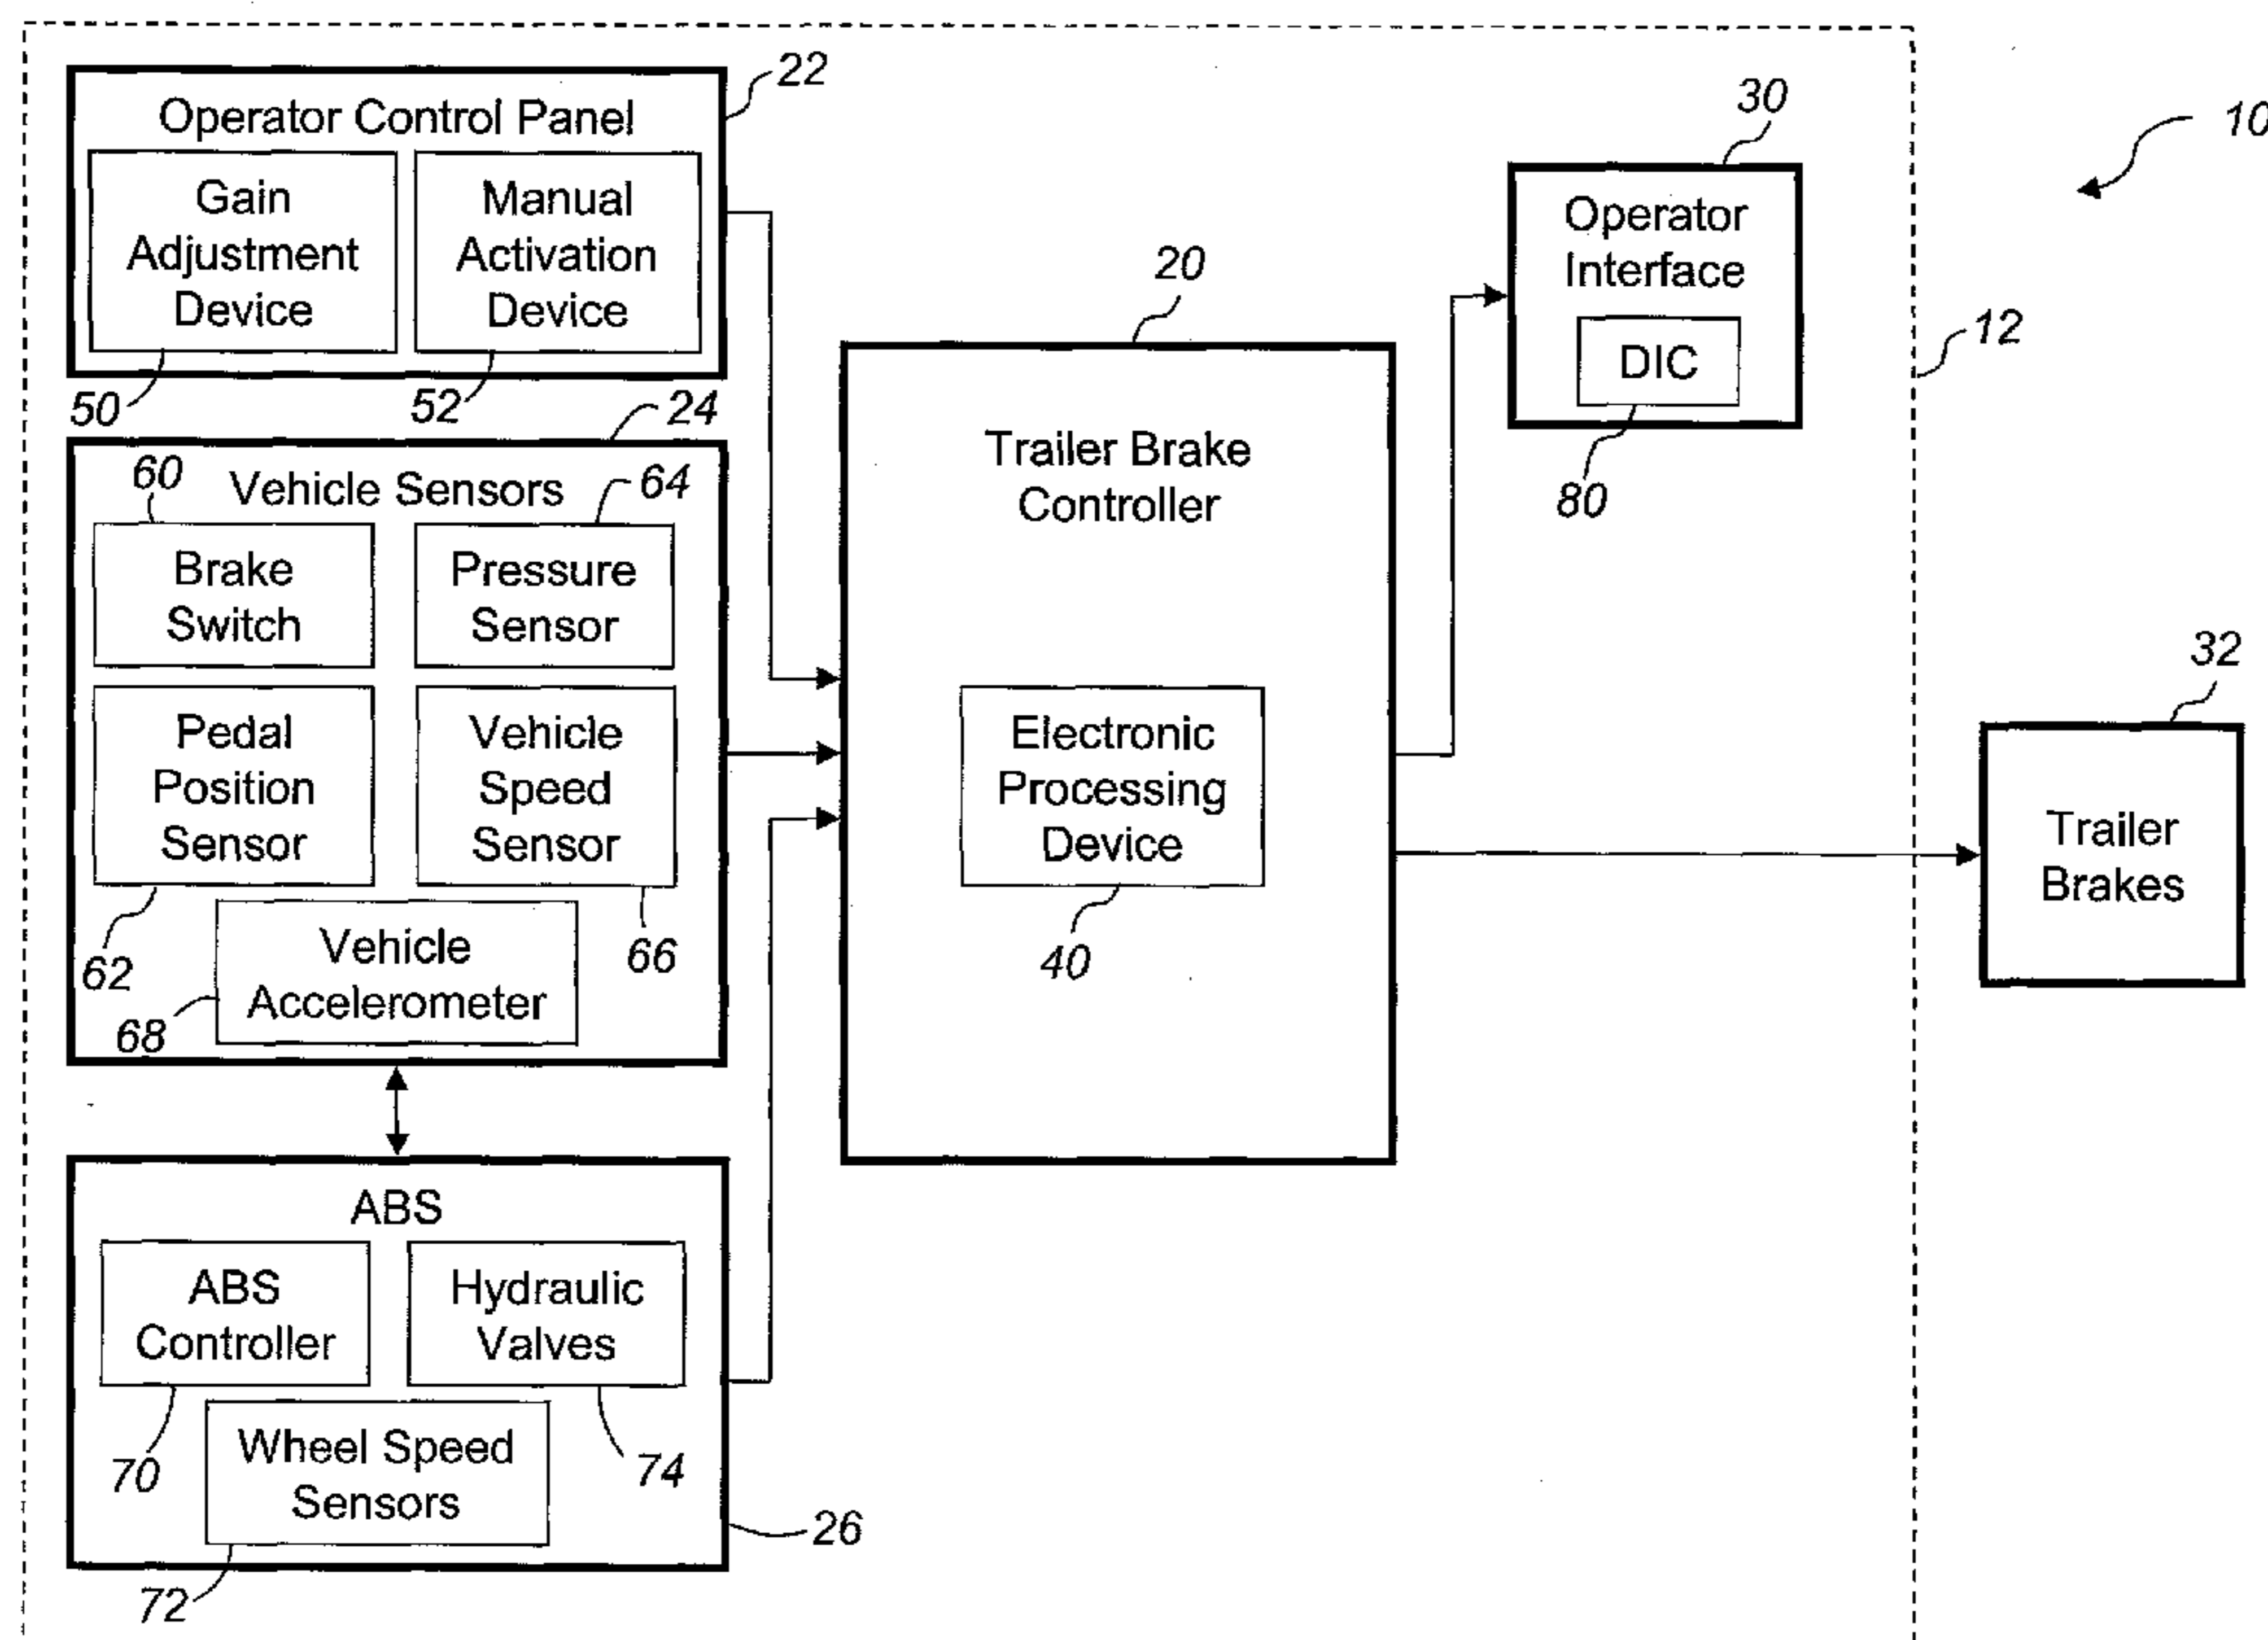 22
Operator Control Panel
Gain
Adjustment
Device
Manual
Activation
Device
50
52
24
Vehicle Sensors
60
64
Brake
Switch
Pressure
Sensor
Pedal
Position
Sensor
Vehicle
Speed
Sensor
62
66
Vehicle
Accelerometer
68
ABS
ABS
Controller
Hydraulic
Valves
70
74
Wheel Speed
Sensors
72
26
20
Trailer Brake
Controller
Electronic
Processing
Device
40
30
Operator
Interface
DIC
80
10
12
32
Trailer
Brakes